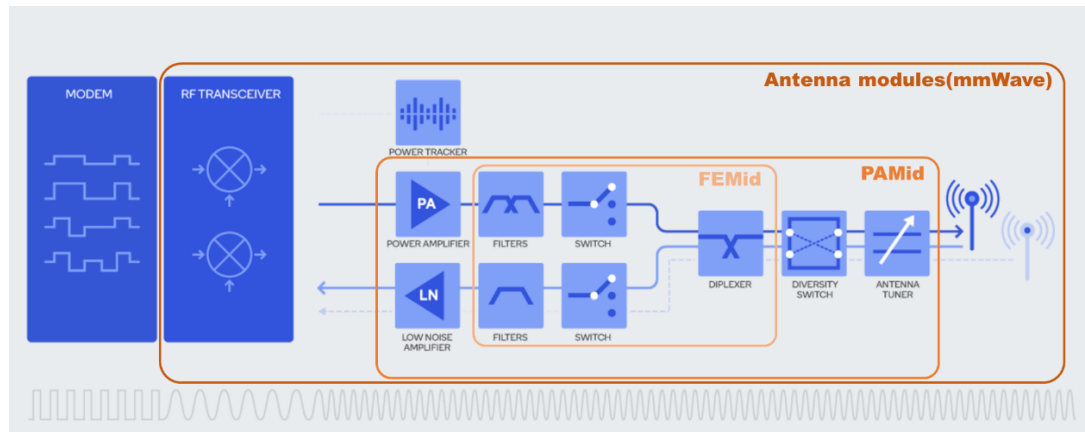 Antenna modules(mmWave)
MODEM
RF TRANSCEIVER
POWER TRACKER
FEMid
PAMid
PA
POWER AMPLIFIER
FILTERS
SWITCH
DIPLEXER
DIVERSITY
SWITCH
ANTENNA
TUNER
LN
LOW NOISE
AMPLIFIER
FILTERS
SWITCH